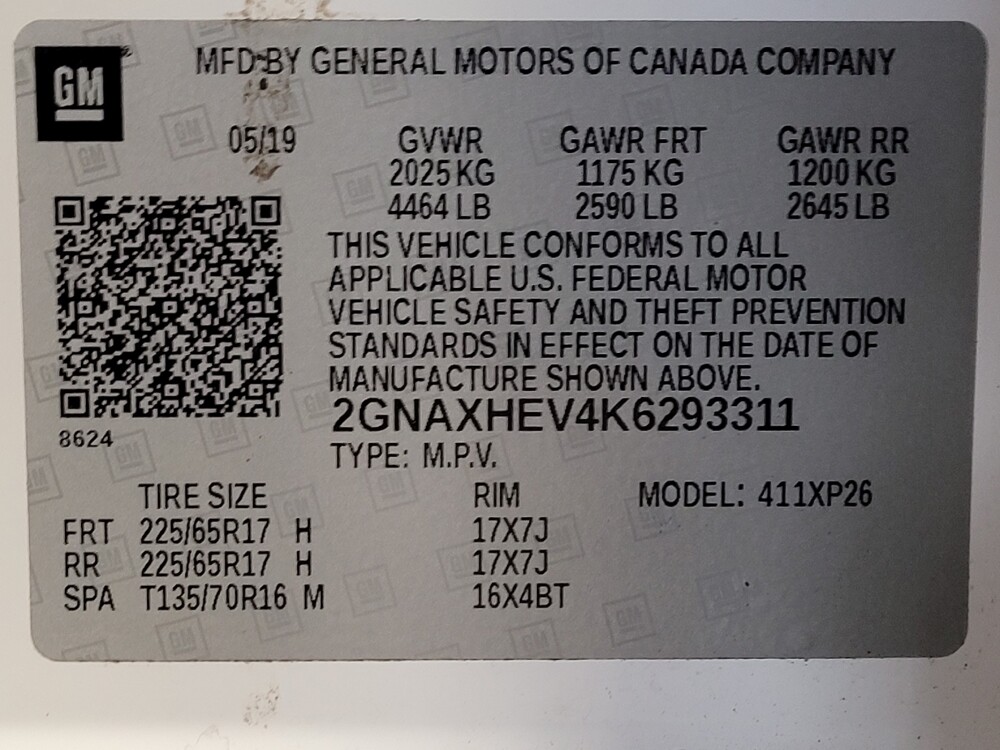 GM
MFD BY GENERAL MOTORS OF CANADA COMPANY
05/19 GVWR GAWR FRT GAWR RR
2025 KG 1175 KG 1200 KG
4464 LB 2590 LB 2645 LB
THIS VEHICLE CONFORMS TO ALL
APPLICABLE U.S. FEDERAL MOTOR
VEHICLE SAFETY AND THEFT PREVENTION
STANDARDS IN EFFECT ON THE DATE OF
MANUFACTURE SHOWN ABOVE.
2GNAXHEV4K6293311
8624
TYPE: M.P.V.
TIRE SIZE RIM MODEL: 411XP26
FRT 225/65R17 H 17X7J
RR 225/65R17 H 17X7J
SPA T135/70R16 M 16X4BT